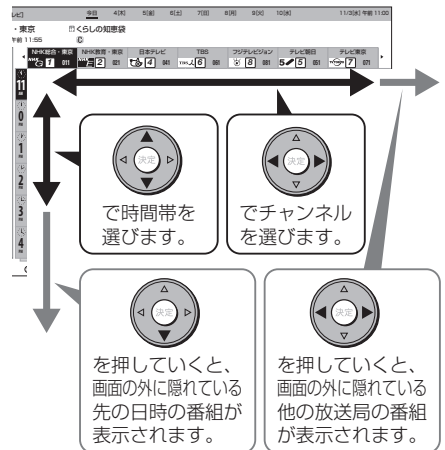 レビ] 今日 4[木] 5[金] 6[土] 7[日] 8[月] 9[火] 10[水] 11/3[水] 午前 11:00
・東京 くらしの知恵袋
午前 11:55
NHK総合・東京 NHK教育・東京 日本テレビ TBS フジテレビジョン テレビ朝日 テレビ東京
G 1 011 2 021 4 041 TBS 6 061 8 081 5 051 7 071
11
0
1
2
3
4
決定
で時間帯を
選びます。
決定
でチャンネル
を選びます。
決定
を押していくと、
画面の外に隠れている
先の日時の番組が
表示されます。
決定
を押していくと、
画面の外に隠れている
他の放送局の番組
が表示されます。